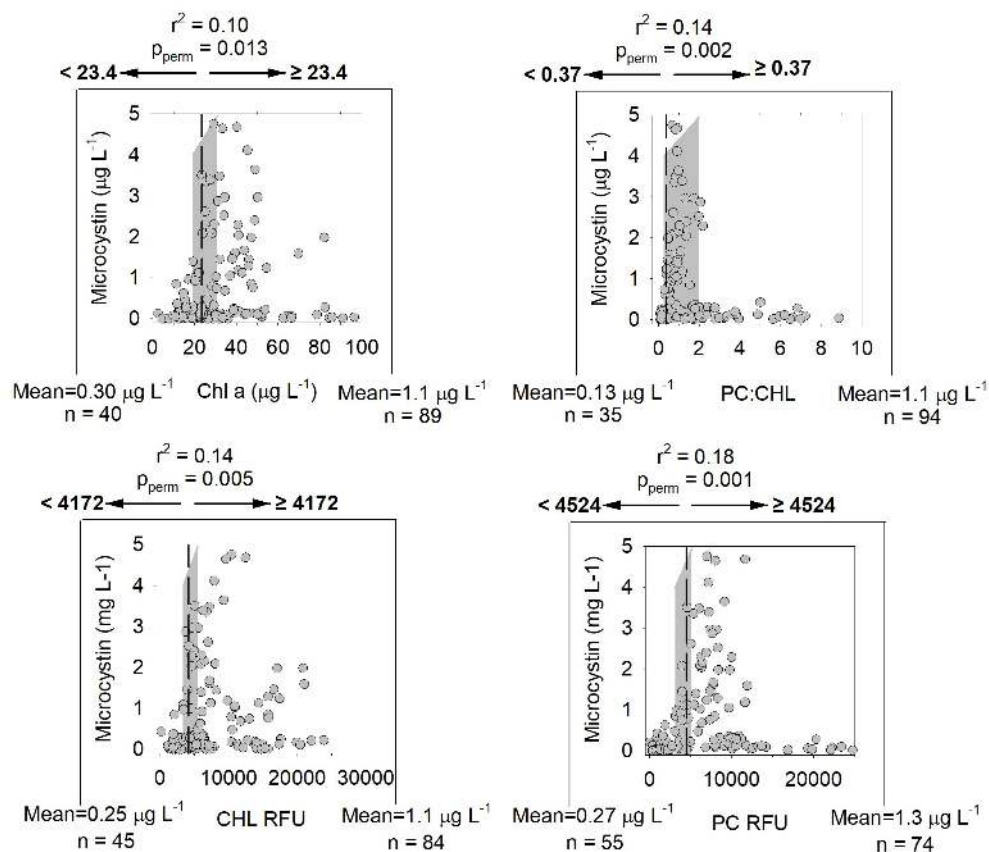 r² = 0.10
p_perm = 0.013
< 23.4 ≥ 23.4
Microcystin (µg L⁻¹)
5
4
3
2
1
0
0 20 40 60 80 100
Mean=0.30 µg L⁻¹ Chl a (µg L⁻¹) Mean=1.1 µg L⁻¹
n = 40 n = 89
r² = 0.14
p_perm = 0.002
< 0.37 ≥ 0.37
Microcystin (µg L⁻¹)
5
4
3
2
1
0
0 2 4 6 8 10
Mean=0.13 µg L⁻¹ PC:CHL Mean=1.1 µg L⁻¹
n = 35 n = 94
r² = 0.14
p_perm = 0.005
< 4172 ≥ 4172
Microcystin (mg L-1)
5
4
3
2
1
0
0 10000 20000 30000
Mean=0.25 µg L⁻¹ CHL RFU Mean=1.1 µg L⁻¹
n = 45 n = 84
r² = 0.18
p_perm = 0.001
< 4524 ≥ 4524
Microcystin (mg L-1)
5
4
3
2
1
0
0 10000 20000
Mean=0.27 µg L⁻¹ PC RFU Mean=1.3 µg L⁻¹
n = 55 n = 74